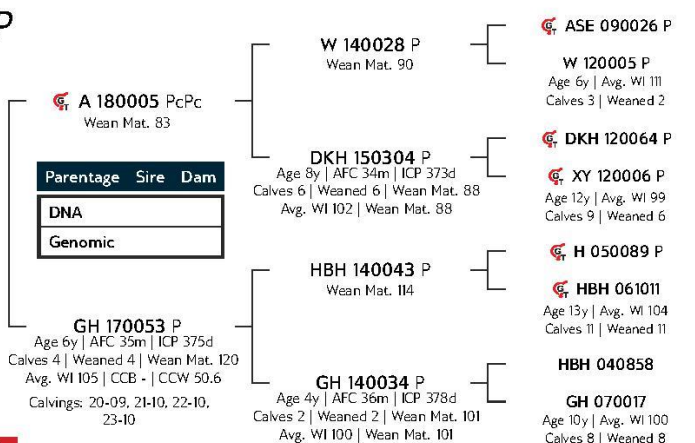 P
A 180005 PcPc
Wean Mat. 83
Parentage Sire Dam
DNA
Genomic
GH 170053 P
Age 6y | AFC 35m | ICP 375d
Calves 4 | Weaned 4 | Wean Mat. 120
Avg. WI 105 | CCB - | CCW 50.6
Calvings: 20-09, 21-10, 22-10,
23-10
W 140028 P
Wean Mat. 90
DKH 150304 P
Age 8y | AFC 34m | ICP 373d
Calves 6 | Weaned 6 | Wean Mat. 88
Avg. WI 102 | Wean Mat. 88
HBH 140043 P
Wean Mat. 114
GH 140034 P
Age 4y | AFC 36m | ICP 378d
Calves 2 | Weaned 2 | Wean Mat. 101
Avg. WI 100 | Wean Mat. 101
ASE 090026 P
W 120005 P
Age 6y | Avg. WI 111
Calves 3 | Weaned 2
DKH 120064 P
XY 120006 P
Age 12y | Avg. WI 99
Calves 9 | Weaned 6
H 050089 P
HBH 061011
Age 13y | Avg. WI 104
Calves 11 | Weaned 11
HBH 040858
GH 070017
Age 10y | Avg. WI 100
Calves 8 | Weaned 8